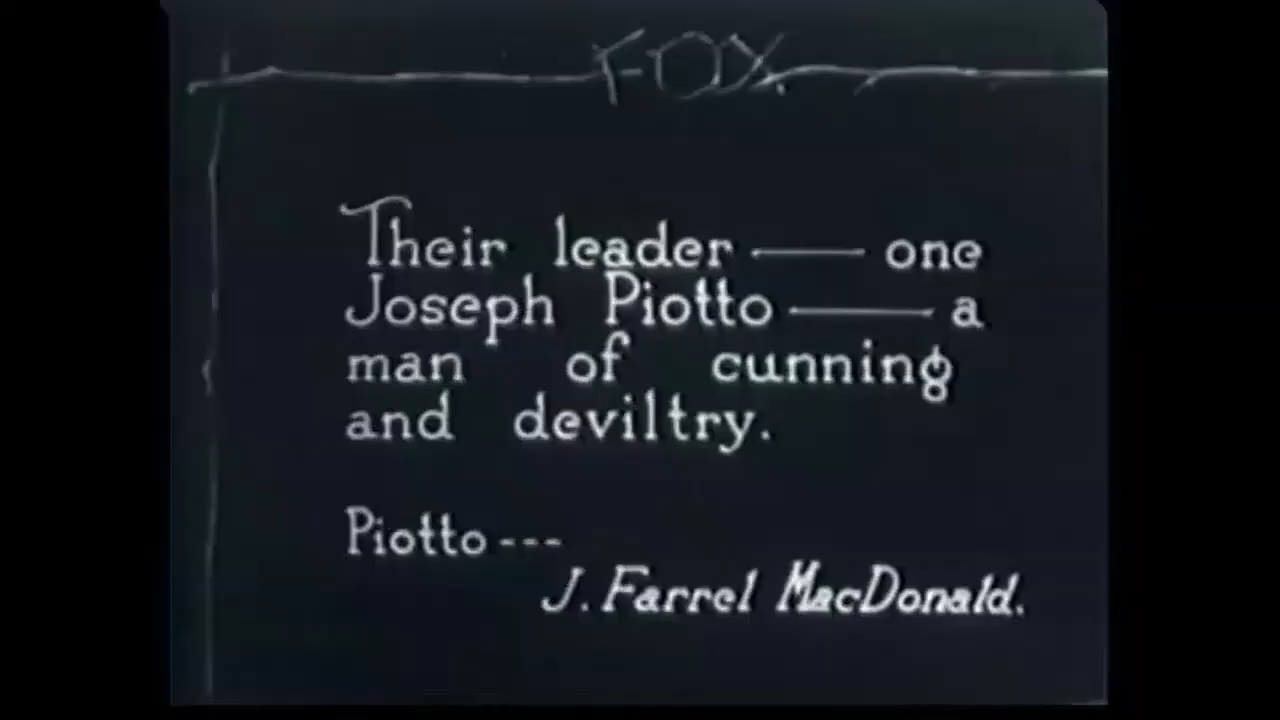 FOX
Their leader —— one
Joseph Piotto —— a
man of cunning
and deviltry.
Piotto ---
J. Farrel MacDonald.